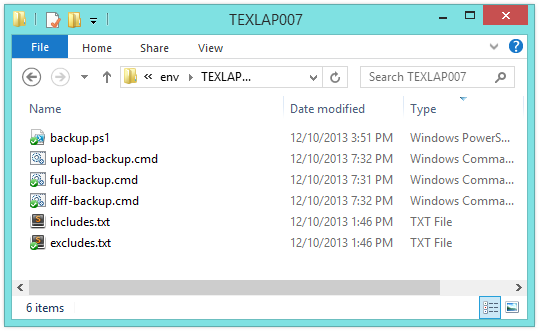 TEXLAP007
File Home Share View
« env TEXLAP... Search TEXLAP007
Name Date modified Type
backup.ps1 12/10/2013 3:51 PM Windows PowerS...
upload-backup.cmd 12/10/2013 7:32 PM Windows Comma...
full-backup.cmd 12/10/2013 7:31 PM Windows Comma...
diff-backup.cmd 12/10/2013 7:32 PM Windows Comma...
includes.txt 12/10/2013 1:46 PM TXT File
excludes.txt 12/10/2013 1:46 PM TXT File
6 items